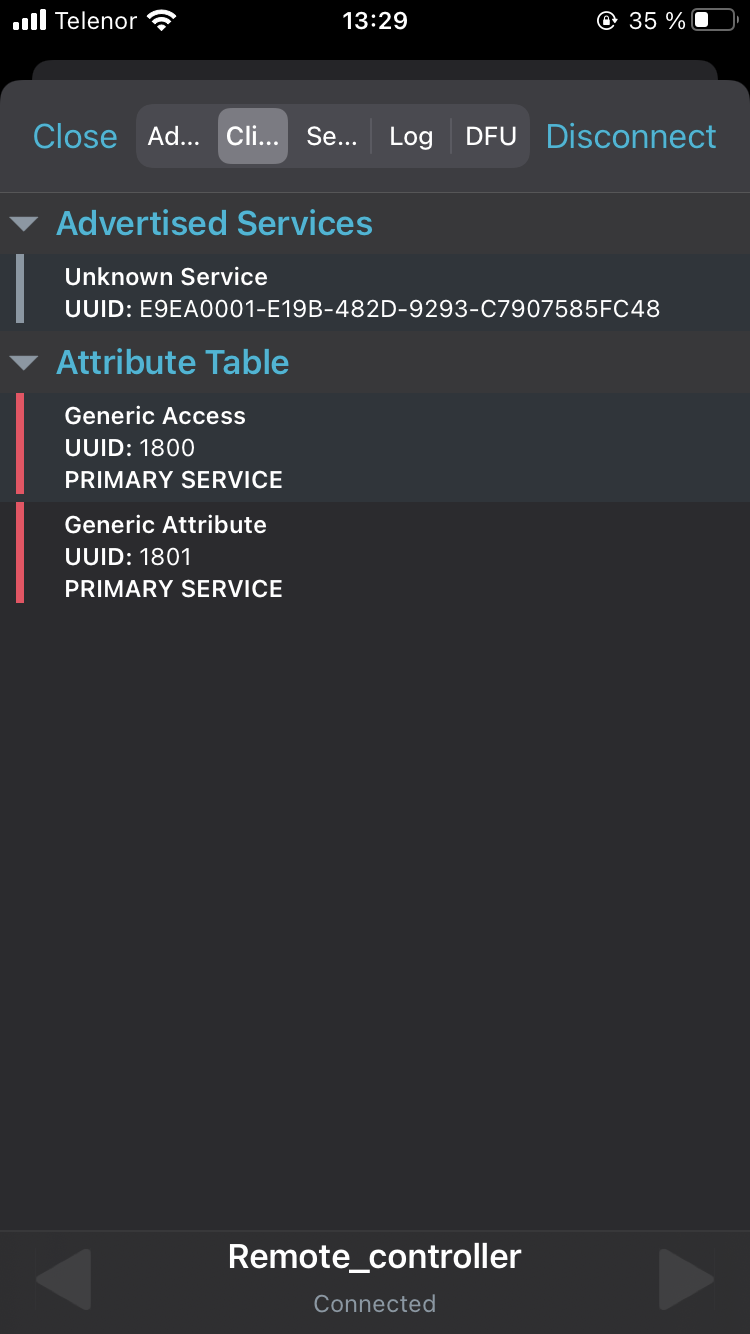 Telenor 13:29 35 %
Close Ad... Cli... Se... Log DFU Disconnect
Advertised Services
Unknown Service
UUID: E9EA0001-E19B-482D-9293-C7907585FC48
Attribute Table
Generic Access
UUID: 1800
PRIMARY SERVICE
Generic Attribute
UUID: 1801
PRIMARY SERVICE
Remote_controller
Connected